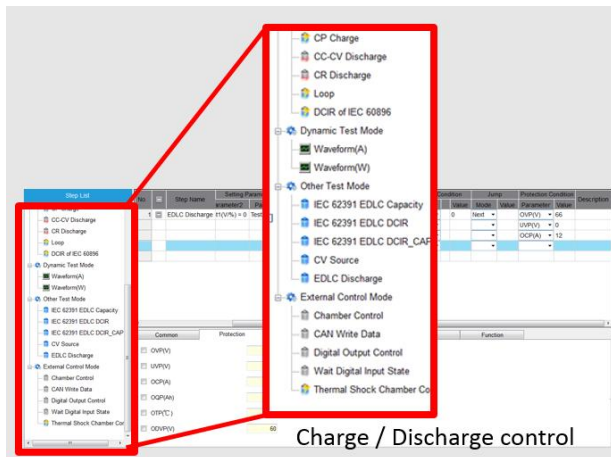 CP Charge
CC-CV Discharge
CR Discharge
Loop
DCIR of IEC 60896
Dynamic Test Mode
Waveform(A)
Waveform(W)
Other Test Mode
IEC 62391 EDLC Capacity
IEC 62391 EDLC DCIR
IEC 62391 EDLC DCIR_CAP
CV Source
EDLC Discharge
External Control Mode
Chamber Control
CAN Write Data
Digital Output Control
Wait Digital Input State
Thermal Shock Chamber Co
Step List
CC-CV Discharge
CR Discharge
Loop
DCIR of IEC 60896
Dynamic Test Mode
Waveform(A)
Waveform(W)
Other Test Mode
IEC 62391 EDLC Capacity
IEC 62391 EDLC DCIR
IEC 62391 EDLC DCIR_CAP
CV Source
EDLC Discharge
External Control Mode
Chamber Control
CAN Write Data
Digital Output Control
Wait Digital Input State
Thermal Shock Chamber Cor
No. Step Name Setting Para Jump Protection Condition Description
Value Mode Value Parameter Value
1 EDLC Discharge t1(V/%) = 0 Test 0 Next OVP(V) 66
UVP(V) 0
OCP(A) 12
Common Protection Function
OVP(V)
UVP(V)
OCP(A)
OQP(Ah)
OTP(℃)
ODVP(V) 60
Charge / Discharge control